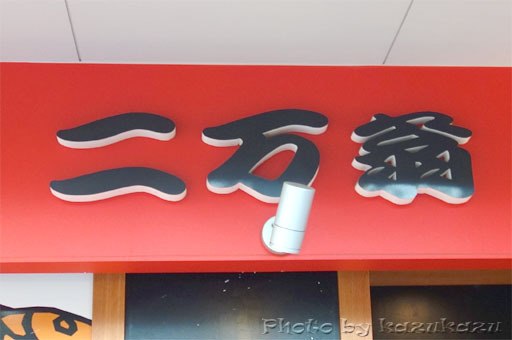 二万翁
Photo by kazukazu